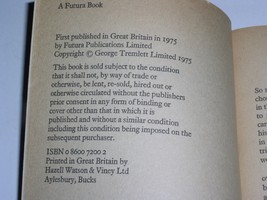 A Futura Book
First published in Great Britain in 1975
by Futura Publications Limited
Copyright © George Tremlett Limited 1975
This book is sold subject to the condition
that it shall not, by way of trade or
otherwise, be lent, re-sold, hired out or
otherwise circulated without the publishers
prior consent in any form of binding or
cover other than that in which it is
published and without a similar condition
including this condition being imposed on the
subsequent purchaser.
ISBN 0 8600 7200 2
Printed in Great Britain by
Hazell Watson & Viney Ltd
Aylesbury, Bucks